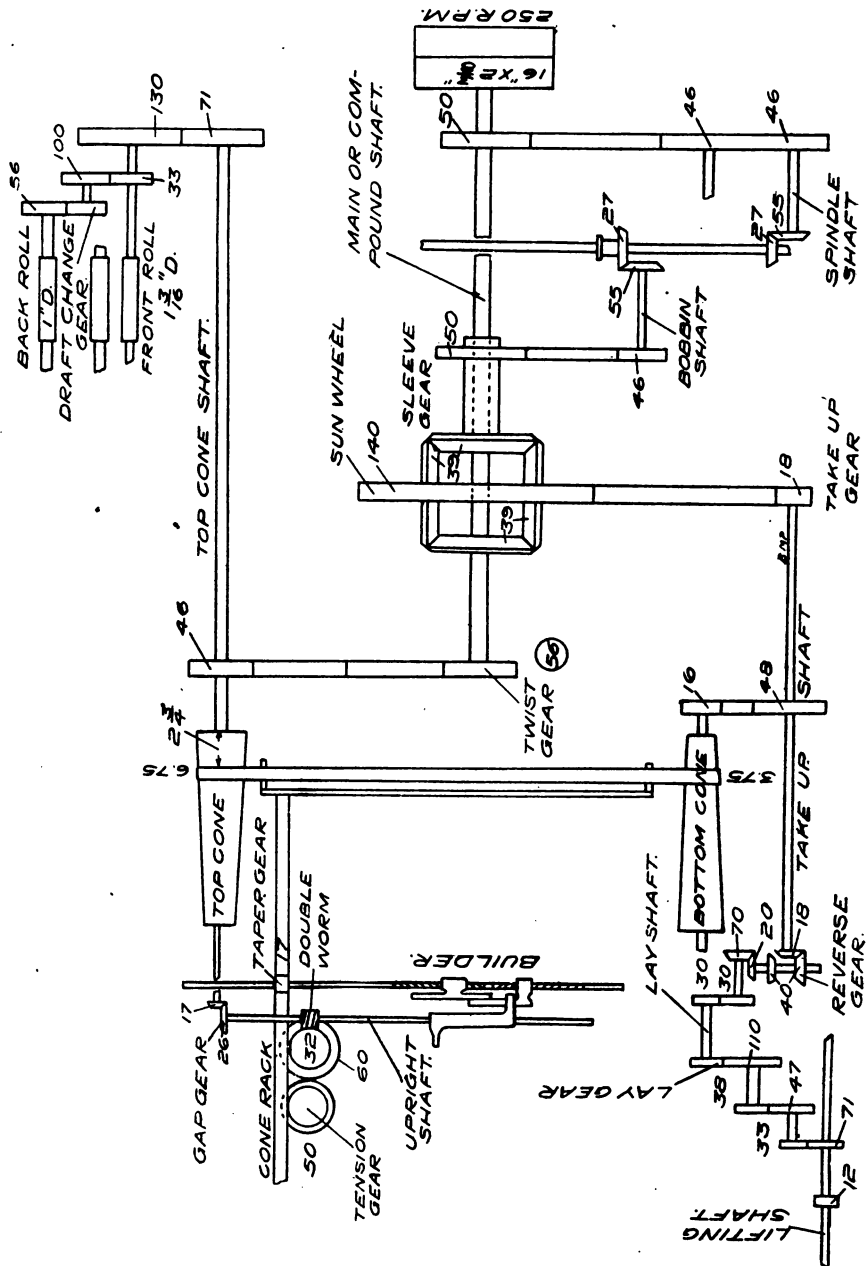 250 R.P.M.
16" X 2
MAIN OR COM-
POUND SHAFT.
50
46
46
27
27
55
55
SPINDLE
SHAFT
BOBBIN
SHAFT
50
46
SLEEVE
GEAR
SUN WHEEL
140
39
39
18
TAKE UP
GEAR
130
71
100
33
56
BACK ROLL
1"D.
DRAFT CHANGE
GEAR.
FRONT ROLL
1 3/16 "D.
TOP CONE SHAFT.
46
56
TWIST
GEAR
2 3/4
6.75
TOP CONE
3.75
BOTTOM CONE
16
48
TAKE UP SHAFT
TAPER GEAR
17
DOUBLE
WORM
BUILDER.
17
26
GAP GEAR
CONE RACK
32
60
50
TENSION
GEAR
UPRIGHT
SHAFT.
LAY SHAFT.
30
70
20
30
40
18
REVERSE
GEAR.
LAY GEAR
38
110
33
47
71
12
LIFTING
SHAFT.